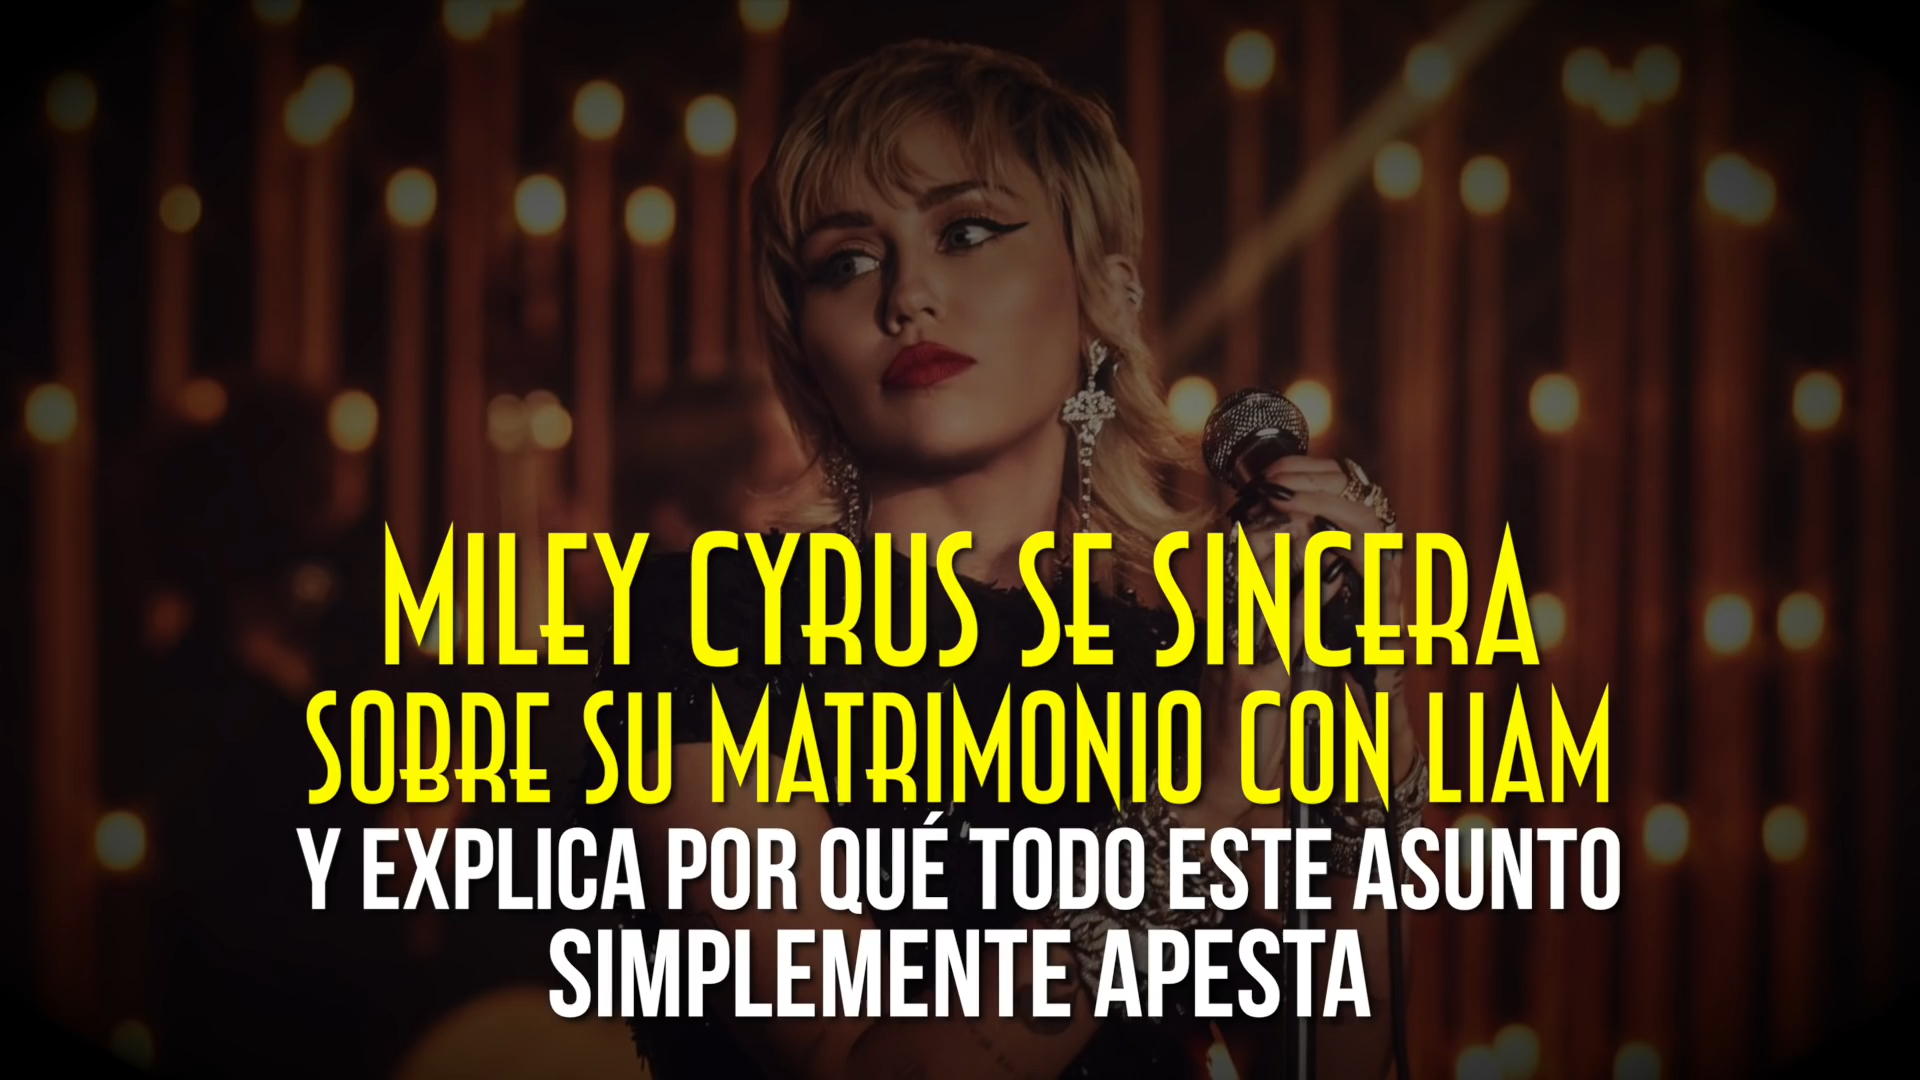 MILEY CYRUS SE SINCERA
SOBRE SU MATRIMONIO CON LIAM
Y EXPLICA POR QUÉ TODO ESTE ASUNTO
SIMPLEMENTE APESTA